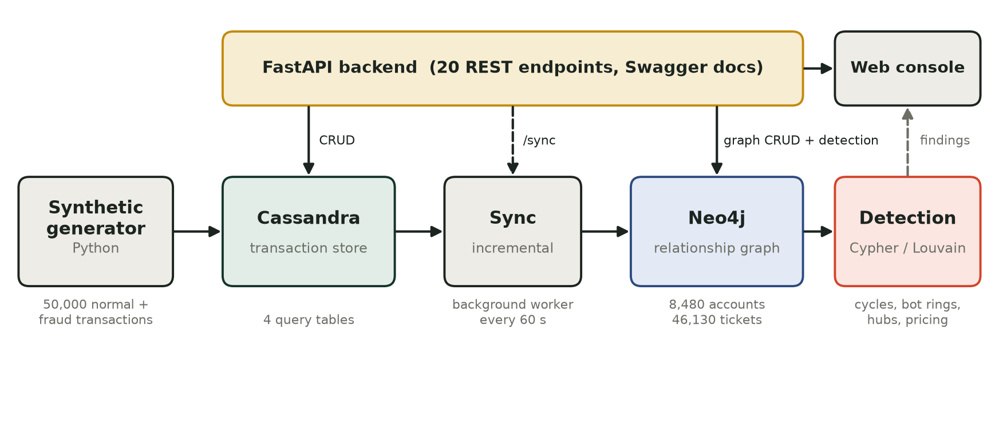 FastAPI backend  (20 REST endpoints, Swagger docs)
Web console
CRUD
/sync
graph CRUD + detection
findings
Synthetic
generator
Python
Cassandra
transaction store
Sync
incremental
Neo4j
relationship graph
Detection
Cypher / Louvain
50,000 normal +
fraud transactions
4 query tables
background worker
every 60 s
8,480 accounts
46,130 tickets
cycles, bot rings,
hubs, pricing